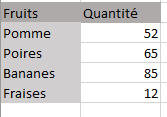 Fruits Quantité
Pomme 52
Poires 65
Bananes 85
Fraises 12